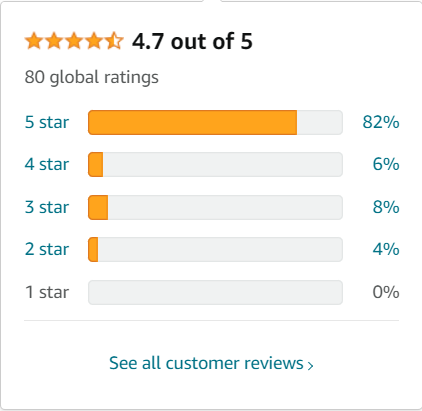 4.7 out of 5
80 global ratings
5 star 82%
4 star 6%
3 star 8%
2 star 4%
1 star 0%
See all customer reviews ›